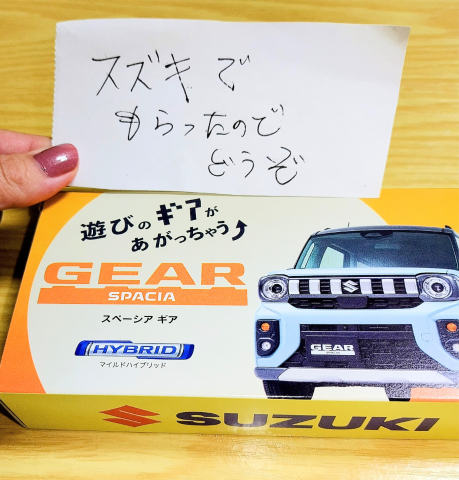 スズキで
もらったので
どうぞ
遊びのギアが
あがっちゃう
GEAR
SPACIA
スペーシア ギア
HYBRID
マイルドハイブリッド
GEAR
SUZUKI